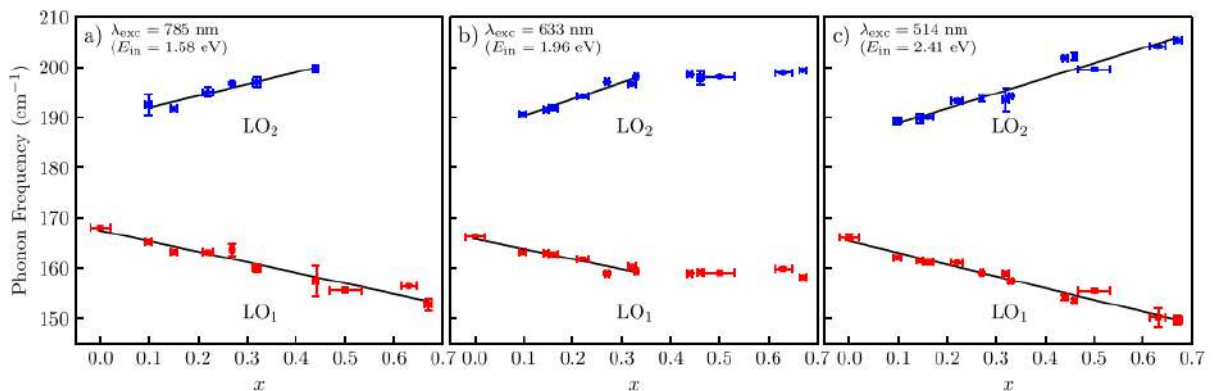 a) λexc = 785 nm
(Ein = 1.58 eV)
b) λexc = 633 nm
(Ein = 1.96 eV)
c) λexc = 514 nm
(Ein = 2.41 eV)
Phonon Frequency (cm⁻¹)
210
200
190
180
170
160
150
LO₂
LO₂
LO₂
LO₁
LO₁
LO₁
0.0 0.1 0.2 0.3 0.4 0.5 0.6 0.7
0.0 0.1 0.2 0.3 0.4 0.5 0.6 0.7
0.0 0.1 0.2 0.3 0.4 0.5 0.6 0.7
x
x
x